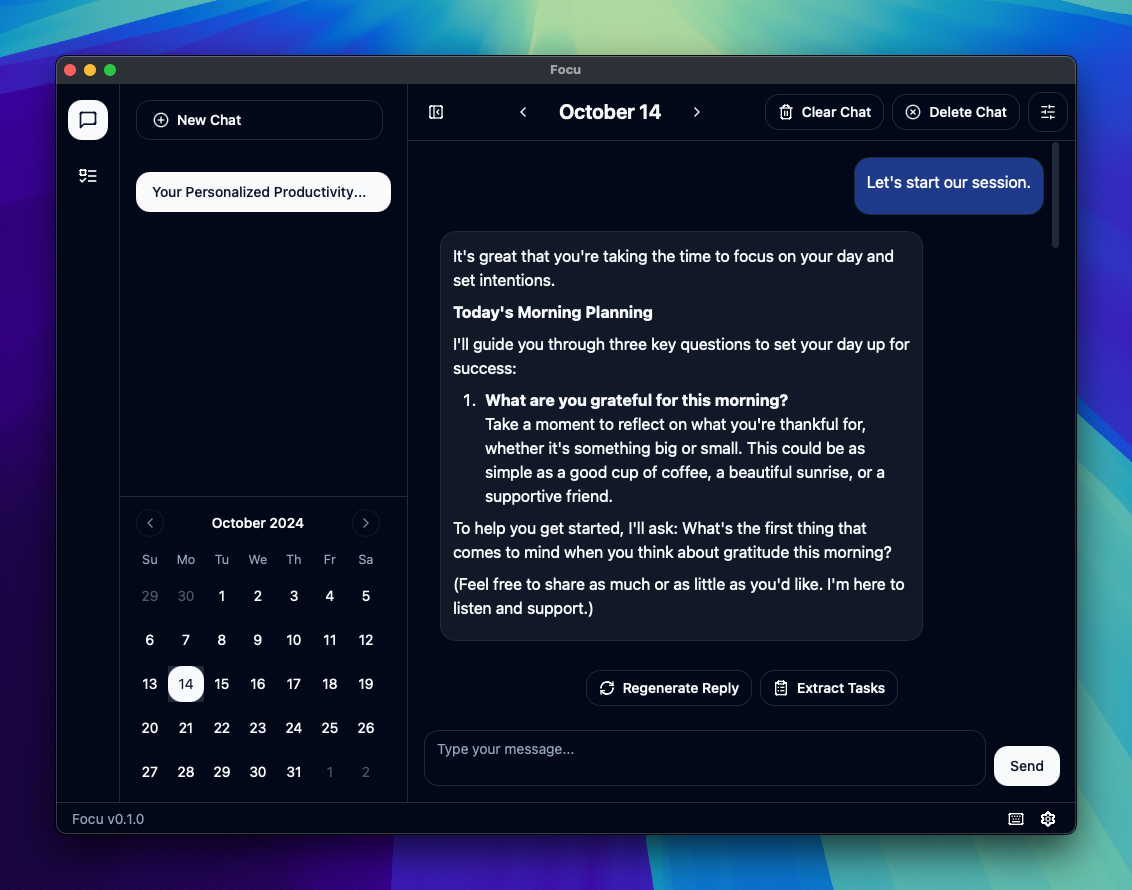 Focu
New Chat
Your Personalized Productivity...
October 2024
Su Mo Tu We Th Fr Sa
29 30 1 2 3 4 5
6 7 8 9 10 11 12
13 14 15 16 17 18 19
20 21 22 23 24 25 26
27 28 29 30 31 1 2
October 14
Clear Chat
Delete Chat
Let's start our session.
It's great that you're taking the time to focus on your day and
set intentions.
Today's Morning Planning
I'll guide you through three key questions to set your day up for
success:
1. What are you grateful for this morning?
Take a moment to reflect on what you're thankful for,
whether it's something big or small. This could be as
simple as a good cup of coffee, a beautiful sunrise, or a
supportive friend.
To help you get started, I'll ask: What's the first thing that
comes to mind when you think about gratitude this morning?
(Feel free to share as much or as little as you'd like. I'm here to
listen and support.)
Regenerate Reply
Extract Tasks
Type your message...
Send
Focu v0.1.0